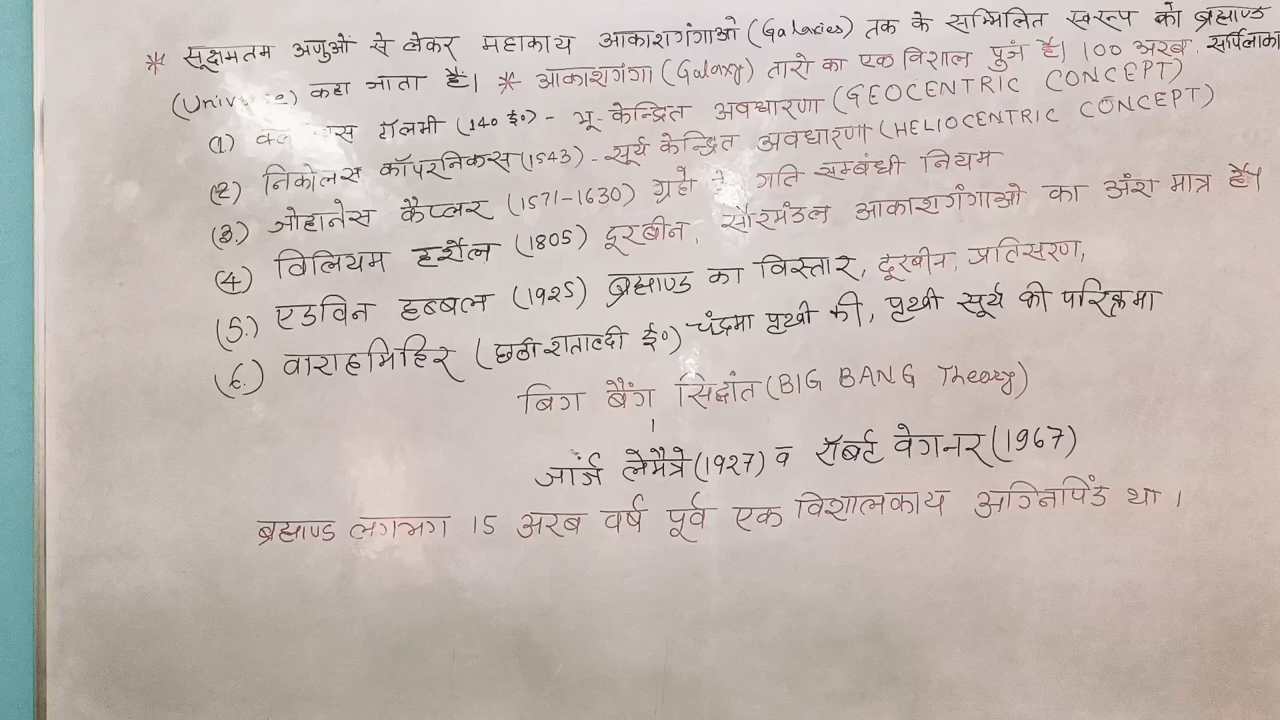 * सूक्षमतम अणुओं से लेकर महाकाय आकाशगंगाओ (Galaxies) तक के सम्मिलित स्वरूप को ब्रह्माण्ड
कहा जाता है। * आकाशगंगा (Galaxy) तारो का एक विशाल पुंज है। 100 अरब, सर्पिलाका
(1) टॉलमी (140 ई०) - भू-केन्द्रित अवधारणा (GEOCENTRIC CONCEPT)
(2) निकोलस कॉपरनिकस (1543) - सूर्य केन्द्रित अवधारणा (HELIOCENTRIC CONCEPT)
(3.) जोहानेस कैप्लर (1571-1630) ग्रहो गति सम्बंधी नियम
(4) विलियम हर्शेल (1805) दूरबीन, सौरमंडल आकाशगंगाओ का अंश मात्र है।
(5.) एडविन हब्बल (1925) ब्रह्माण्ड का विस्तार, दूरबीन, प्रतिसरण,
(6.) वाराहमिहिर (छठी शताब्दी ई०) चंद्रमा पृथ्वी की, पृथ्वी सूर्य की परिक्रमा
बिग बैंग सिद्धांत (BIG BANG Theory)
जार्ज लेमैत्रे (1927) व रॉबर्ट वेगनर (1967)
ब्रह्माण्ड लगभग 15 अरब वर्ष पूर्व एक विशालकाय अग्निपिंड था।